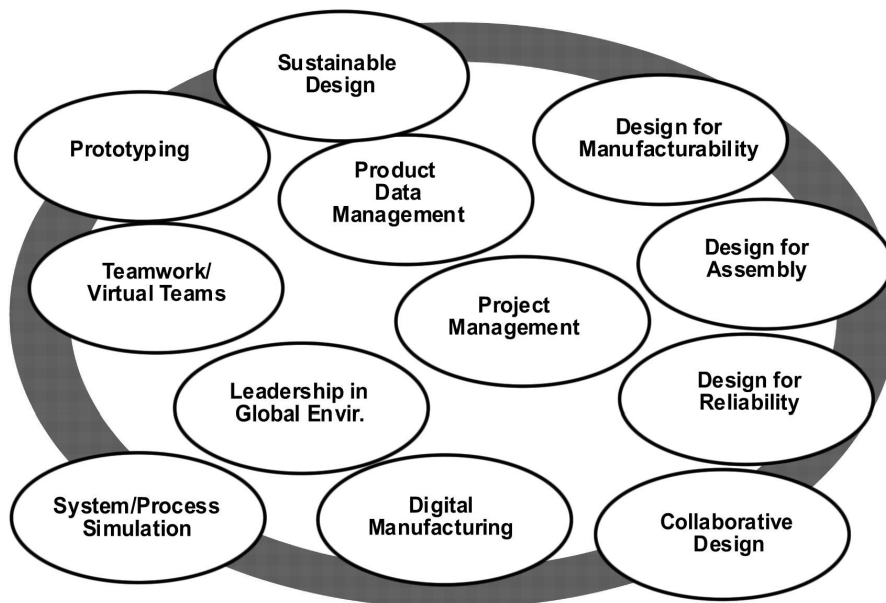 Sustainable
Design
Prototyping
Design for
Manufacturability
Product
Data
Management
Teamwork/
Virtual Teams
Design for
Assembly
Project
Management
Leadership in
Global Envir.
Design for
Reliability
System/Process
Simulation
Digital
Manufacturing
Collaborative
Design